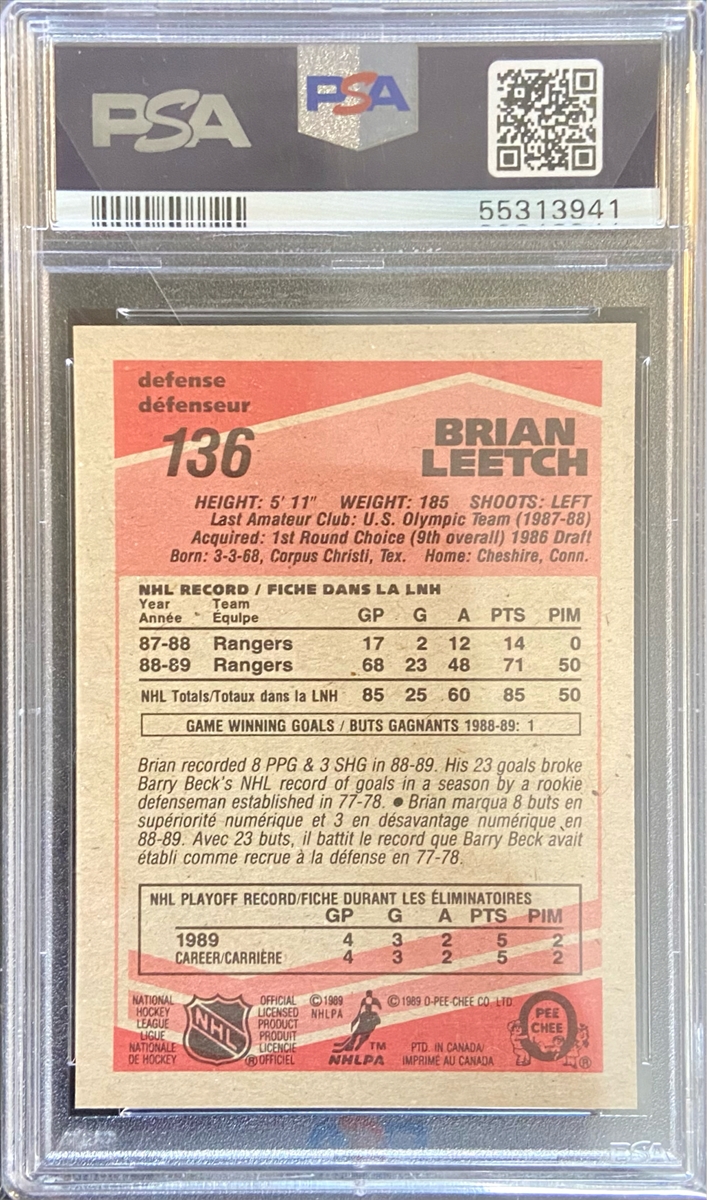 PSA
PSA
55313941
defense
défenseur
136
BRIAN
LEETCH
HEIGHT: 5' 11" WEIGHT: 185 SHOOTS: LEFT
Last Amateur Club: U.S. Olympic Team (1987-88)
Acquired: 1st Round Choice (9th overall) 1986 Draft
Born: 3-3-68, Corpus Christi, Tex. Home: Cheshire, Conn.
NHL RECORD / FICHE DANS LA LNH
Year Team
Année Équipe GP G A PTS PIM
87-88 Rangers 17 2 12 14 0
88-89 Rangers 68 23 48 71 50
NHL Totals/Totaux dans la LNH 85 25 60 85 50
GAME WINNING GOALS / BUTS GAGNANTS 1988-89: 1
Brian recorded 8 PPG & 3 SHG in 88-89. His 23 goals broke
Barry Beck's NHL record of goals in a season by a rookie
defenseman established in 77-78. ● Brian marqua 8 buts en
supériorité numérique et 3 en désavantage numérique en
88-89. Avec 23 buts, il battit le record que Barry Beck avait
établi comme recrue à la défense en 77-78.
NHL PLAYOFF RECORD/FICHE DURANT LES ÉLIMINATOIRES
GP G A PTS PIM
1989 4 3 2 5 2
CAREER/CARRIÈRE 4 3 2 5 2
NATIONAL
HOCKEY
LEAGUE
LIGUE
NATIONALE
DE HOCKEY
NHL
OFFICIAL
LICENSED
PRODUCT
PRODUIT
LICENCIÉ
® OFFICIEL
© 1989
NHLPA
TM
NHLPA
© 1989 O-PEE-CHEE CO. LTD.
PTD. IN CANADA/
IMPRIMÉ AU CANADA
PEE
CHEE
®
PSA